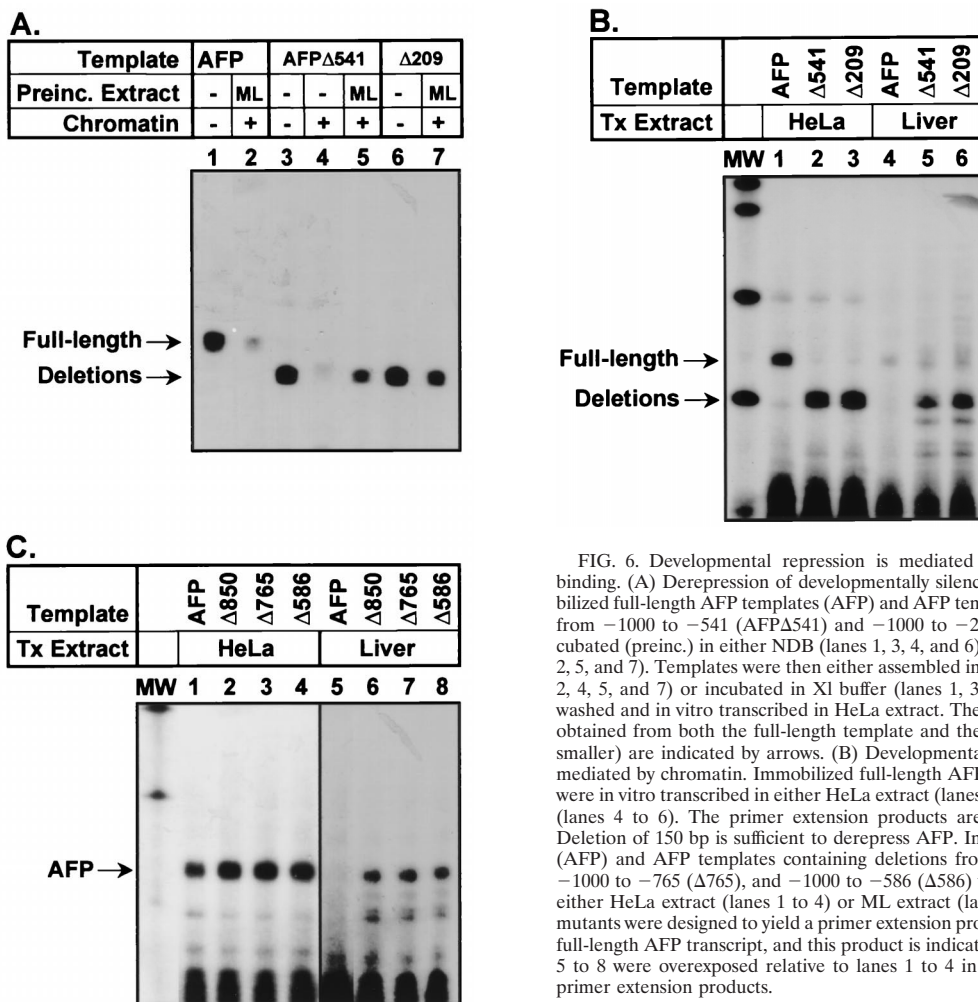 A.
Template AFP AFPΔ541 Δ209
Preinc. Extract - ML - - ML - ML
Chromatin - + - + + - +
1 2 3 4 5 6 7
Full-length
Deletions
B.
Template AFP Δ541 Δ209 AFP Δ541 Δ209
Tx Extract HeLa Liver
MW 1 2 3 4 5 6
Full-length
Deletions
C.
Template AFP Δ850 Δ765 Δ586 AFP Δ850 Δ765 Δ586
Tx Extract HeLa Liver
MW 1 2 3 4 5 6 7 8
AFP
FIG. 6. Developmental repression is mediated
binding. (A) Derepression of developmentally silenc
bilized full-length AFP templates (AFP) and AFP ten
from −1000 to −541 (AFPΔ541) and −1000 to −2
cubated (preinc.) in either NDB (lanes 1, 3, 4, and 6)
2, 5, and 7). Templates were then either assembled in
2, 4, 5, and 7) or incubated in Xl buffer (lanes 1, 3
washed and in vitro transcribed in HeLa extract. The
obtained from both the full-length template and the
smaller) are indicated by arrows. (B) Developmenta
mediated by chromatin. Immobilized full-length AFI
were in vitro transcribed in either HeLa extract (lanes
(lanes 4 to 6). The primer extension products are
Deletion of 150 bp is sufficient to derepress AFP. In
(AFP) and AFP templates containing deletions fro
−1000 to −765 (Δ765), and −1000 to −586 (Δ586)
either HeLa extract (lanes 1 to 4) or ML extract (la
mutants were designed to yield a primer extension pro
full-length AFP transcript, and this product is indicat
5 to 8 were overexposed relative to lanes 1 to 4 in
primer extension products.